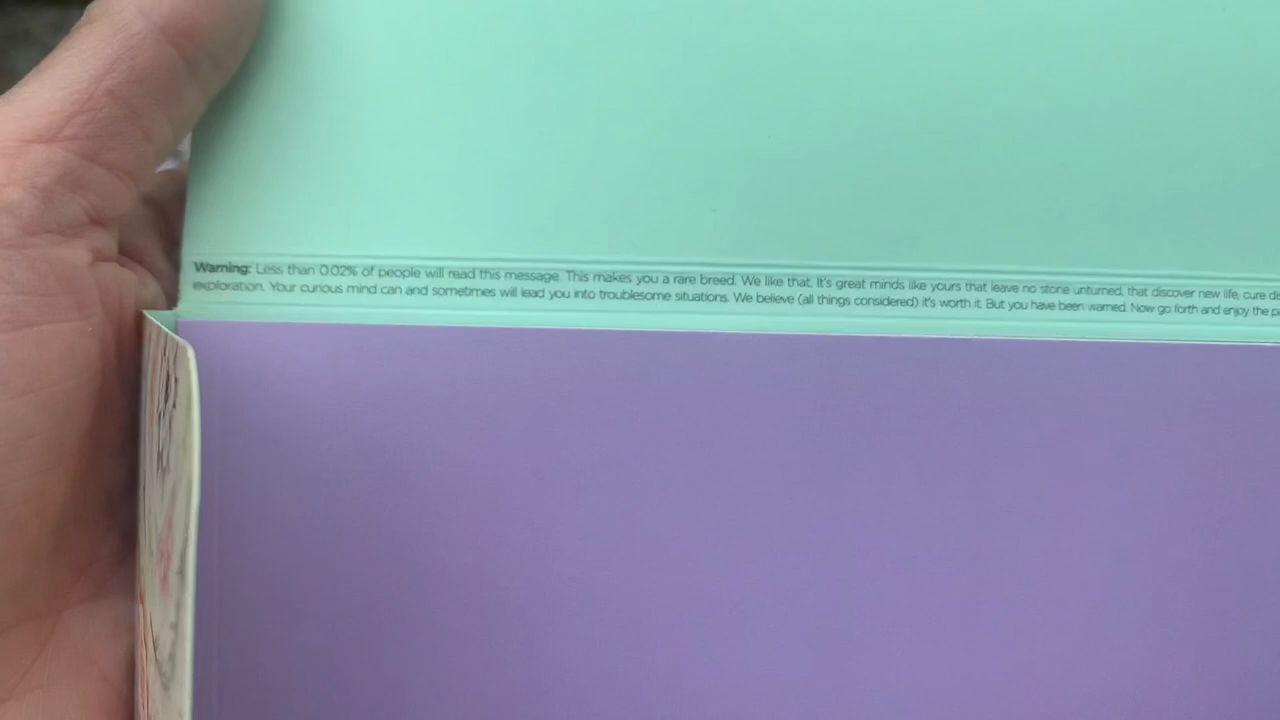 Warning: Less than 0.02% of people will read this message. This makes you a rare breed. We like that. It's great minds like yours that leave no stone unturned, that discover new life, cure
exploration. Your curious mind can and sometimes will lead you into troublesome situations. We believe (all things considered) it's worth it. But you have been warned. Now go forth and enjoy the